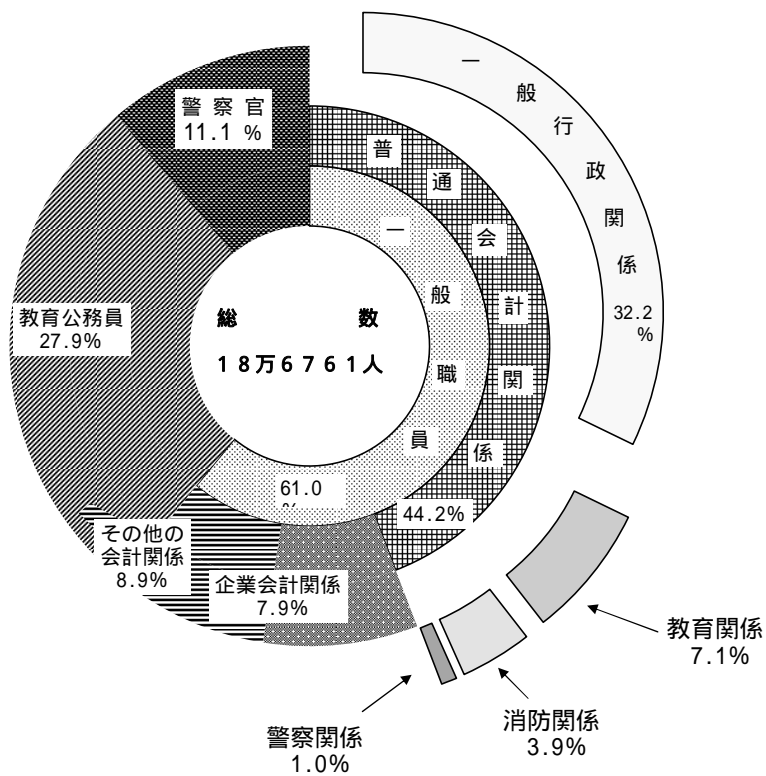 総数
18万6761人
一般職員
61.0
%
普通会計関係
44.2%
一般行政関係
32.2
%
教育関係
7.1%
消防関係
3.9%
警察関係
1.0%
企業会計関係
7.9%
その他の
会計関係
8.9%
教育公務員
27.9%
警察官
11.1 %